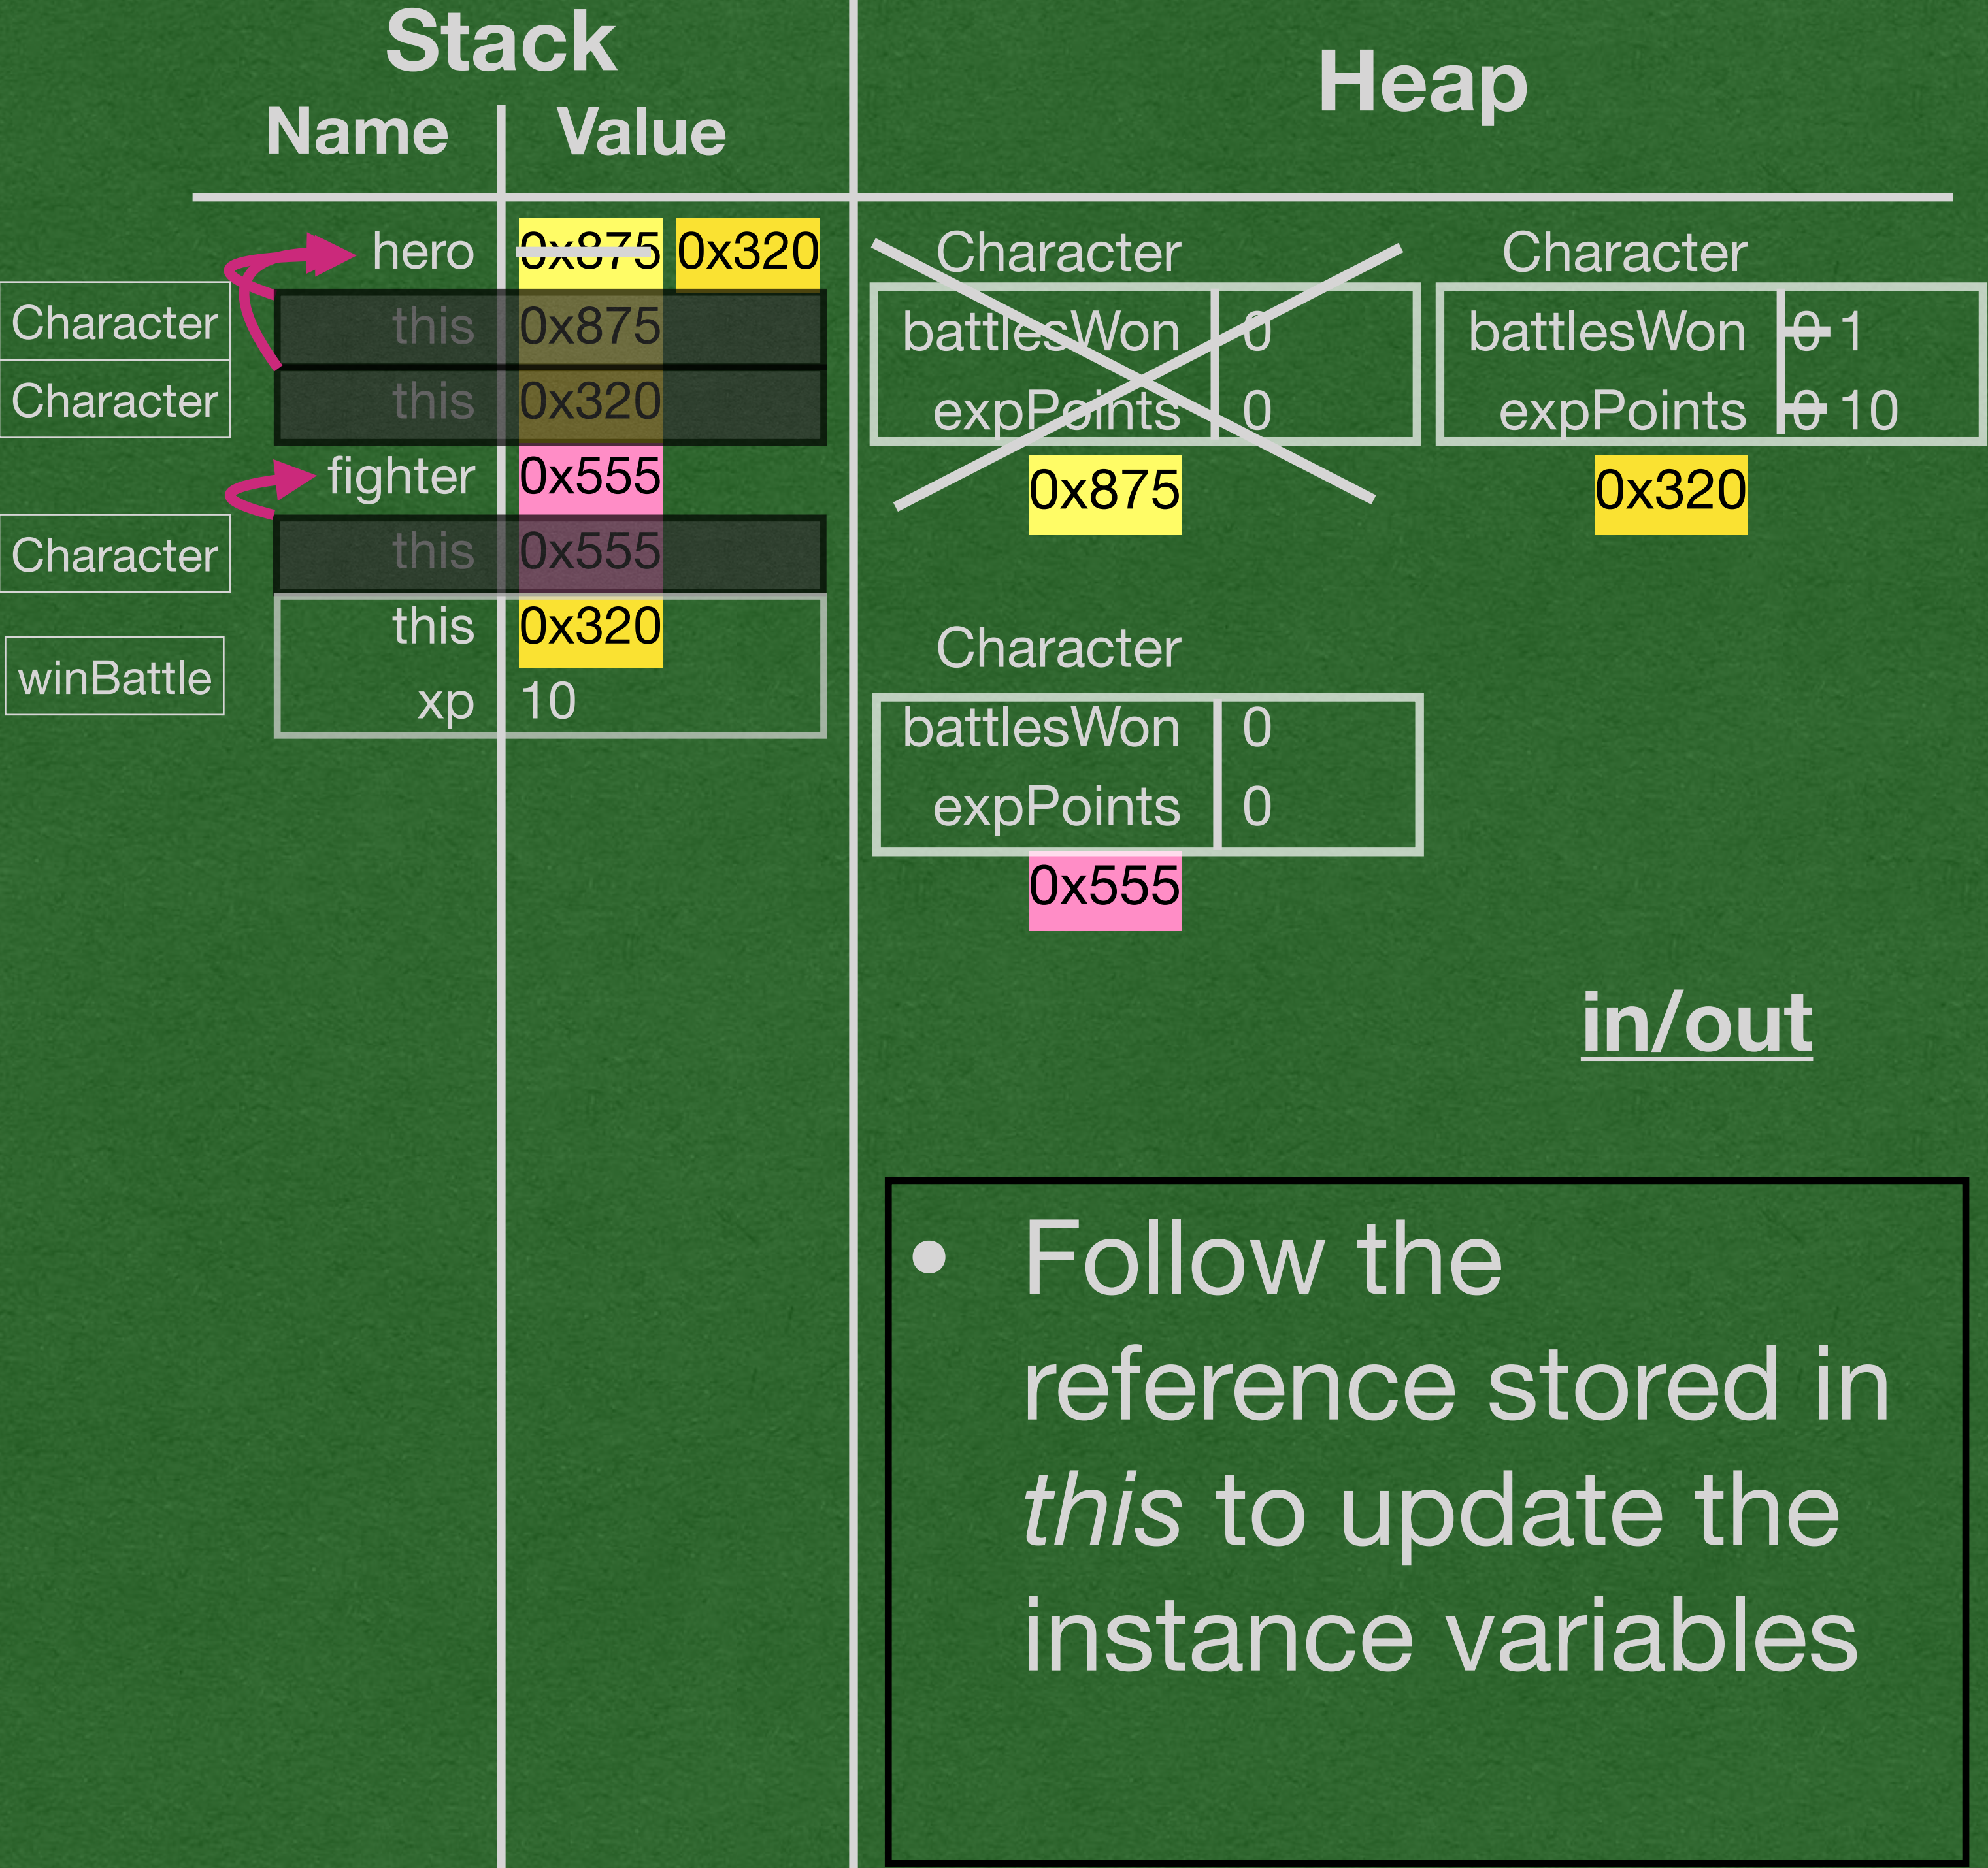 Stack
Heap
Name Value
hero 0x875 0x320
Character this 0x875
Character this 0x320
fighter 0x555
Character this 0x555
this 0x320
winBattle
xp 10
Character
battlesWon 0
expPoints 0
0x875
Character
battlesWon 0 1
expPoints 0 10
0x320
Character
battlesWon 0
expPoints 0
0x555
in/out
• Follow the
reference stored in
this to update the
instance variables